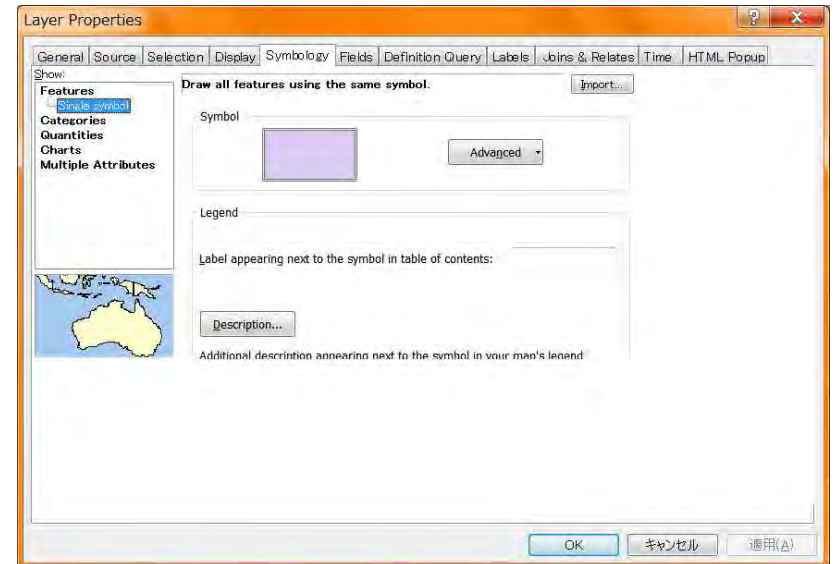 Layer Properties
General Source Selection Display Symbology Fields Definition Query Labels Joins & Relates Time HTML Popup
Show:
Features
Single symbol
Categories
Quantities
Charts
Multiple Attributes
Draw all features using the same symbol.
Import...
Symbol
Advanced
Legend
Label appearing next to the symbol in table of contents:
Description...
Additional description appearing next to the symbol in your map's legend
OK キャンセル 適用(A)